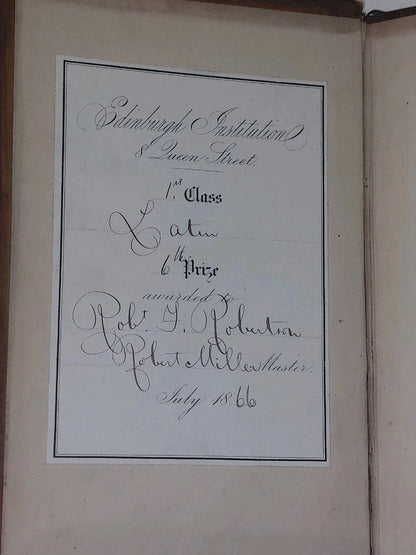 Edinburgh Institution
8 Queen Street.
1st Class
Latin
6th Prize
awarded to
Robt. J. Robertson
Robert Miller Master.
July 1866